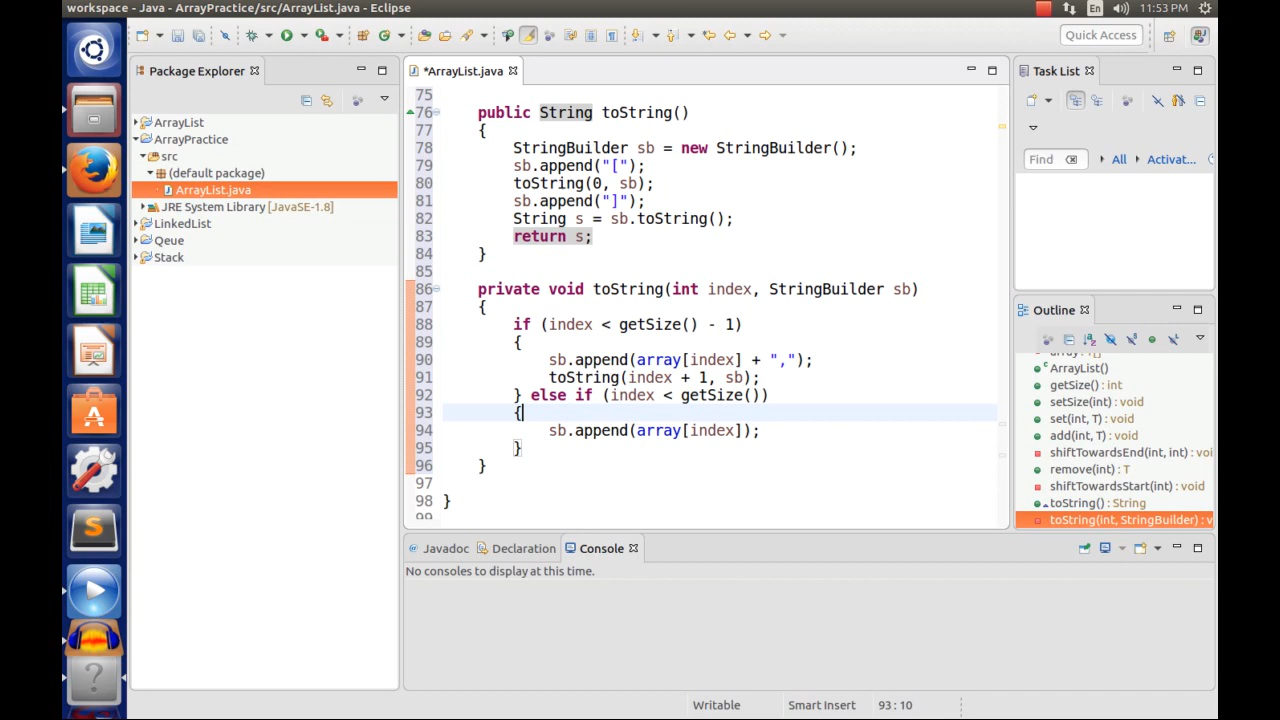 workspace - Java - ArrayPractice/src/ArrayList.java - Eclipse
En
11:53 PM
Quick Access
Package Explorer
ArrayList
ArrayPractice
src
(default package)
ArrayList.java
JRE System Library [JavaSE-1.8]
LinkedList
Qeue
Stack
*ArrayList.java
75
76 public String toString()
77 {
78 StringBuilder sb = new StringBuilder();
79 sb.append("[");
80 toString(0, sb);
81 sb.append("]");
82 String s = sb.toString();
83 return s;
84 }
85
86 private void toString(int index, StringBuilder sb)
87 {
88 if (index < getSize() - 1)
89 {
90 sb.append(array[index] + ",");
91 toString(index + 1, sb);
92 } else if (index < getSize())
93 {
94 sb.append(array[index]);
95 }
96 }
97
98 }
99
Task List
Find
All
Activat...
Outline
ArrayList()
getSize() : int
setSize(int) : void
set(int, T) : void
add(int, T) : void
shiftTowardsEnd(int, int) : voi
remove(int) : T
shiftTowardsStart(int) : void
toString() : String
toString(int, StringBuilder) : v
Javadoc
Declaration
Console
No consoles to display at this time.
Writable
Smart Insert
93 : 10